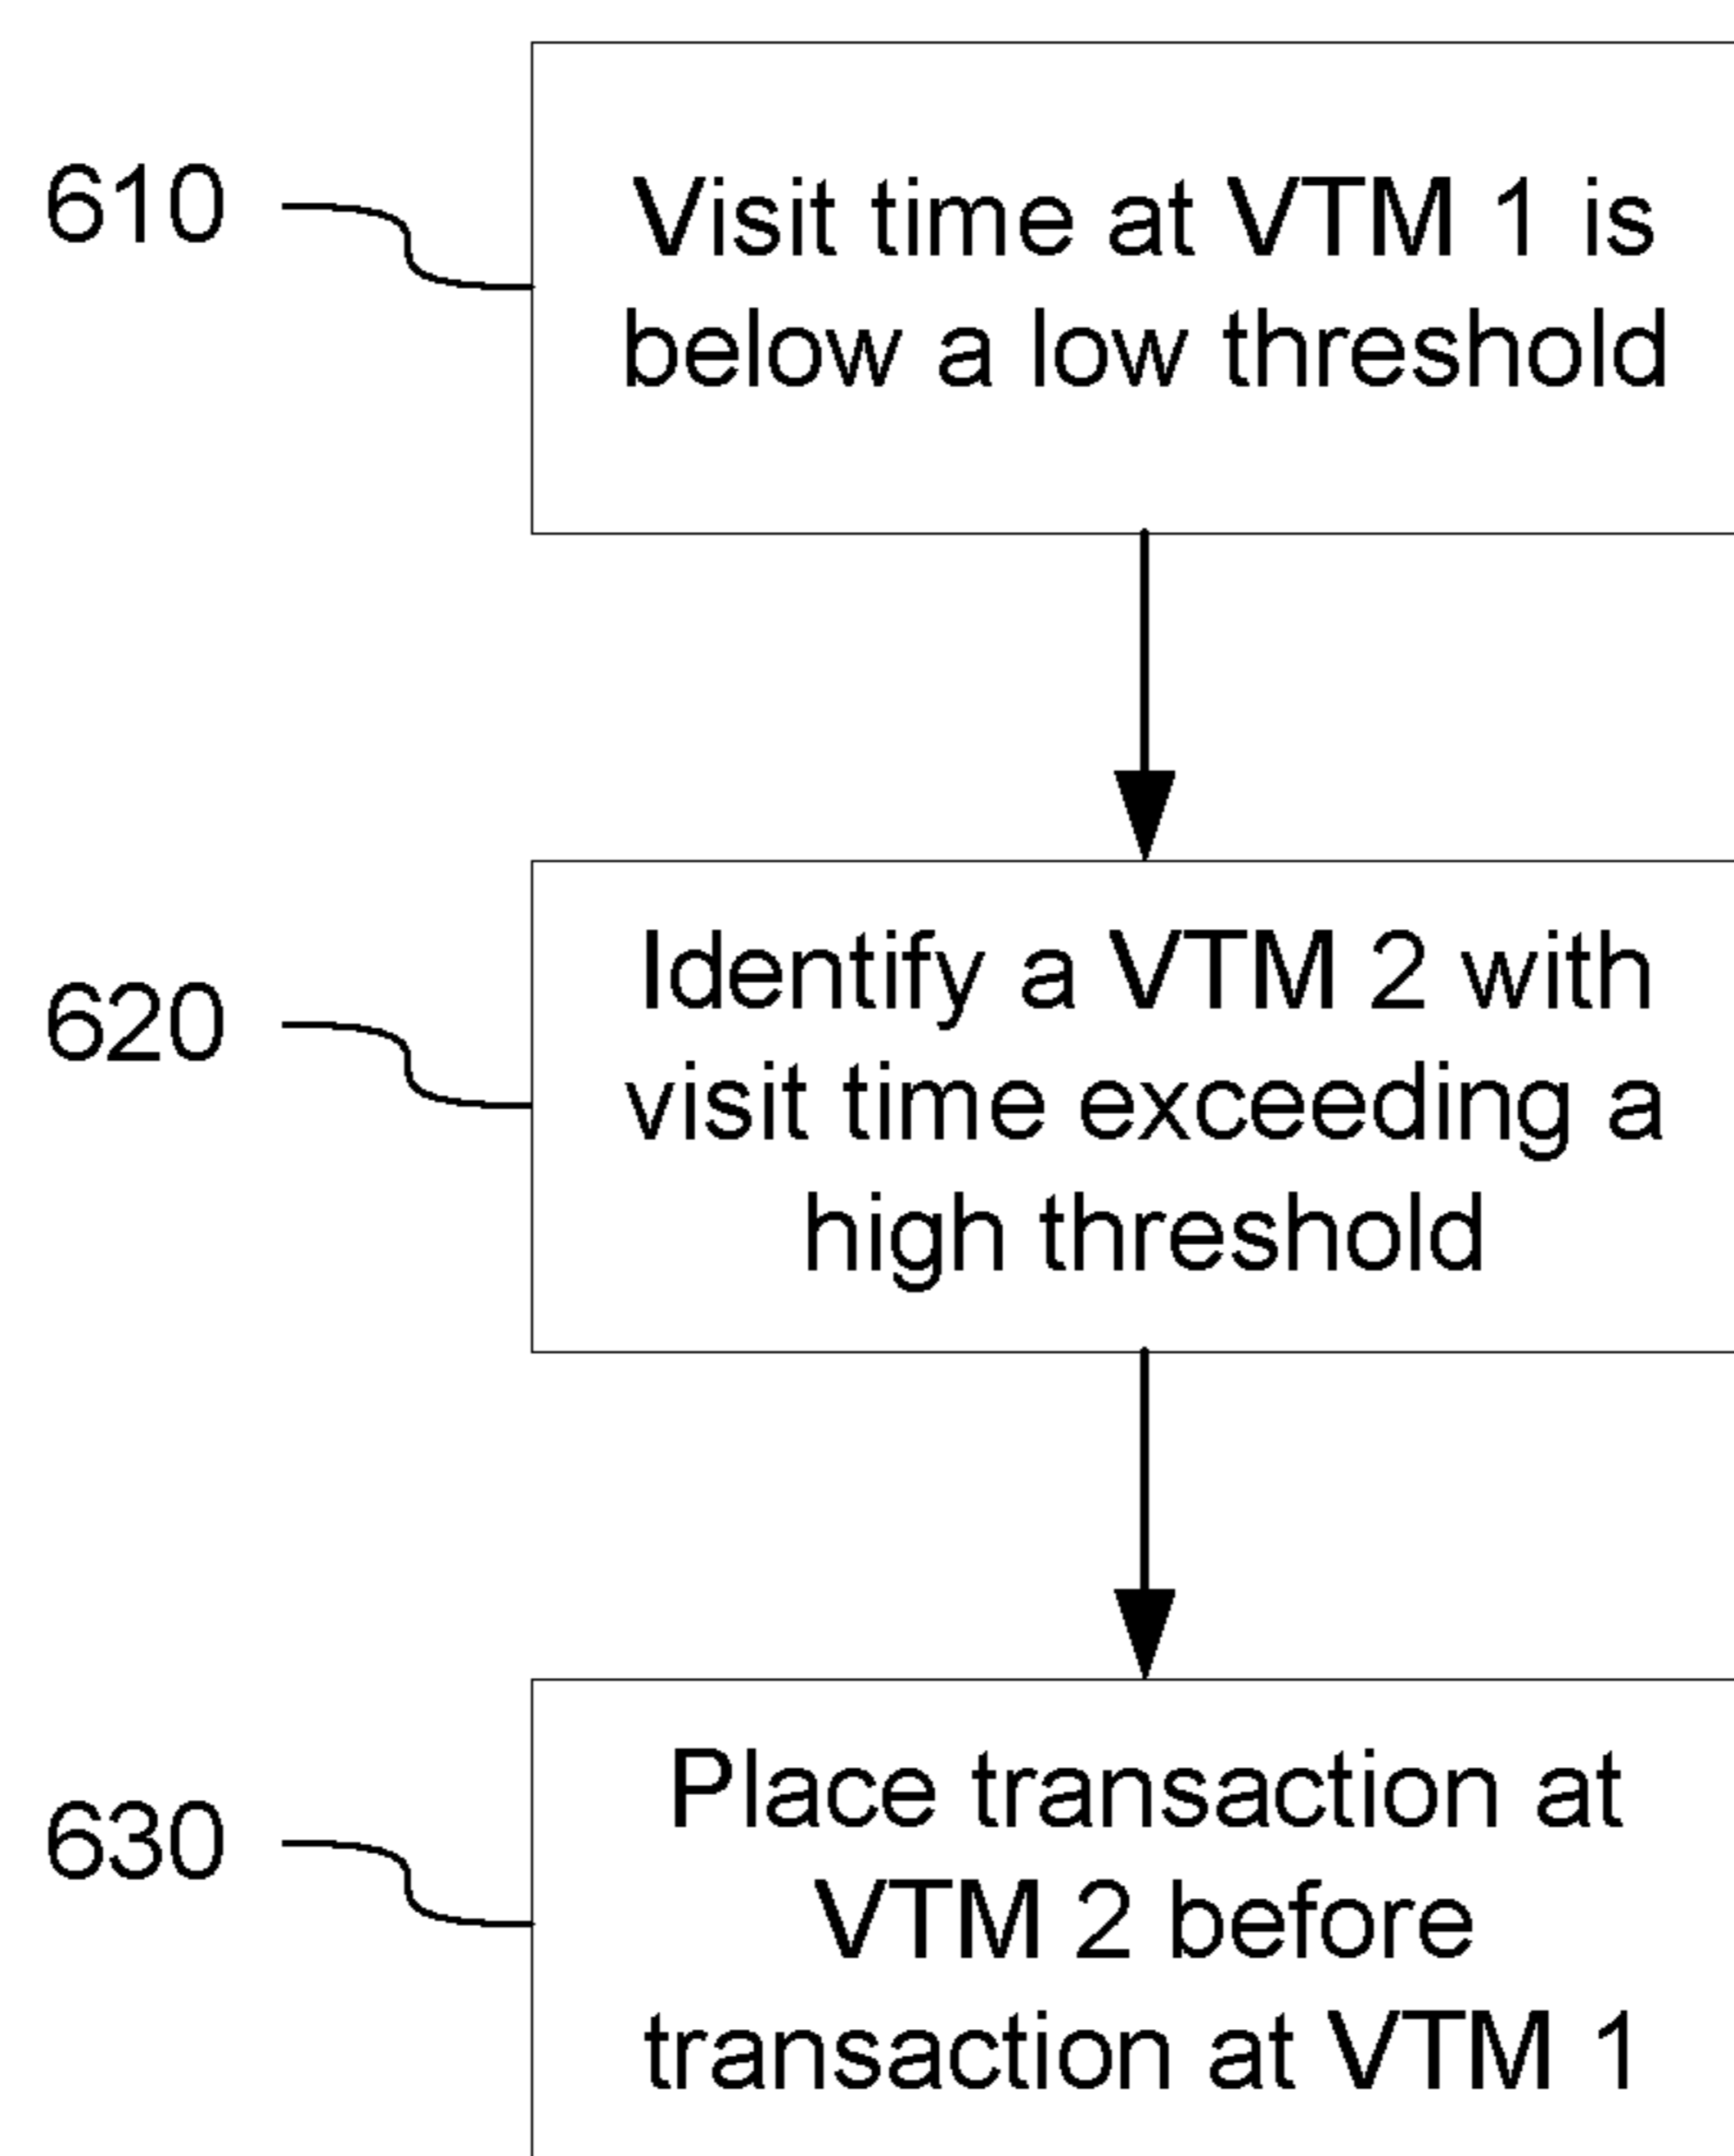 610
Visit time at VTM 1 is
below a low threshold
620
Identify a VTM 2 with
visit time exceeding a
high threshold
630
Place transaction at
VTM 2 before
transaction at VTM 1